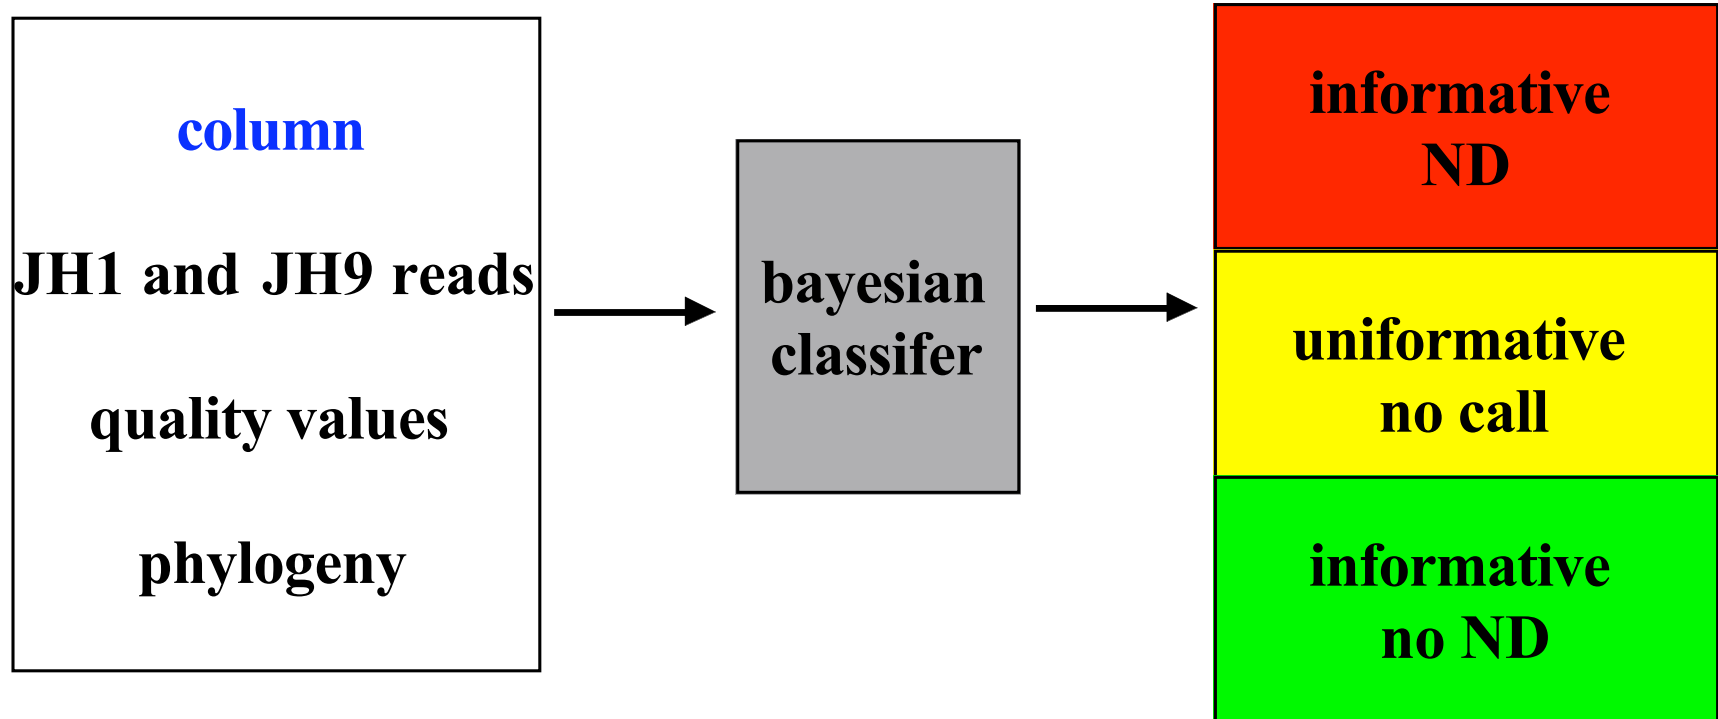 column
JH1 and JH9 reads
quality values
phylogeny
bayesian
classifer
informative
ND
uniformative
no call
informative
no ND